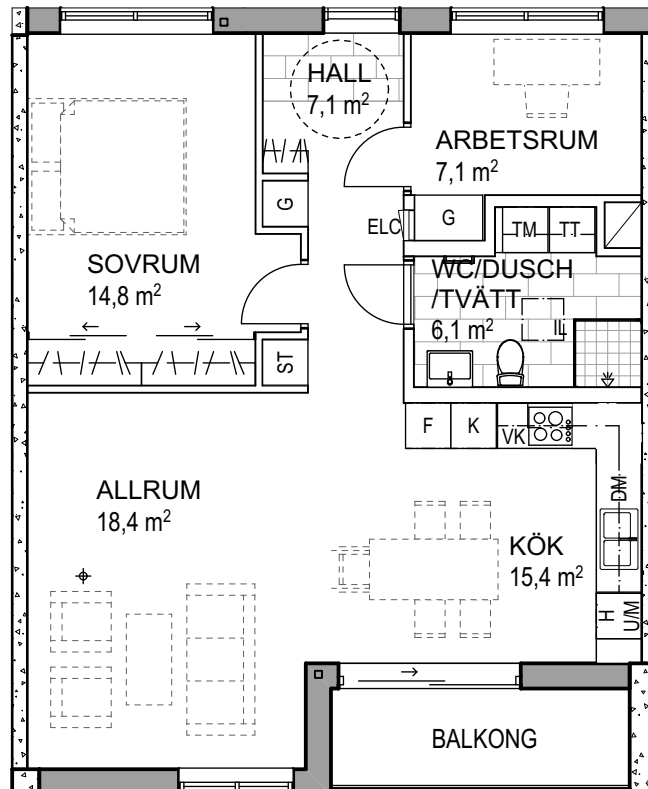 HALL
7,1 m²
ARBETSRUM
7,1 m²
G
ELC
G
TM
TT
SOVRUM
14,8 m²
WC/DUSCH
/TVÄTT
6,1 m²
IL
ST
F
K
VK
DM
ALLRUM
18,4 m²
KÖK
15,4 m²
H
U/M
BALKONG